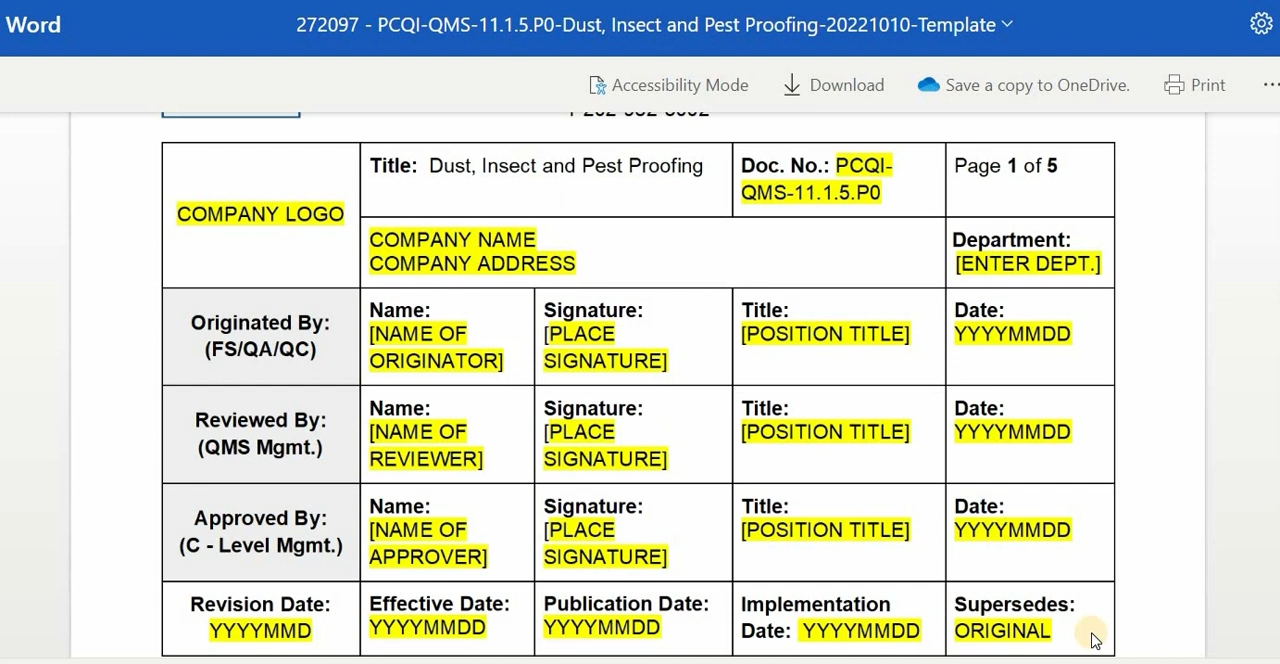 Word
272097 - PCQI-QMS-11.1.5.P0-Dust, Insect and Pest Proofing-20221010-Template
Accessibility Mode
Download
Save a copy to OneDrive.
Print
COMPANY LOGO
Title: Dust, Insect and Pest Proofing
Doc. No.: PCQI-
QMS-11.1.5.P0
Page 1 of 5
COMPANY NAME
COMPANY ADDRESS
Department:
[ENTER DEPT.]
Originated By:
(FS/QA/QC)
Name:
[NAME OF
ORIGINATOR]
Signature:
[PLACE
SIGNATURE]
Title:
[POSITION TITLE]
Date:
YYYYMMDD
Reviewed By:
(QMS Mgmt.)
Name:
[NAME OF
REVIEWER]
Signature:
[PLACE
SIGNATURE]
Title:
[POSITION TITLE]
Date:
YYYYMMDD
Approved By:
(C - Level Mgmt.)
Name:
[NAME OF
APPROVER]
Signature:
[PLACE
SIGNATURE]
Title:
[POSITION TITLE]
Date:
YYYYMMDD
Revision Date:
YYYYMMD
Effective Date:
YYYYMMDD
Publication Date:
YYYYMMDD
Implementation
Date: YYYYMMDD
Supersedes:
ORIGINAL